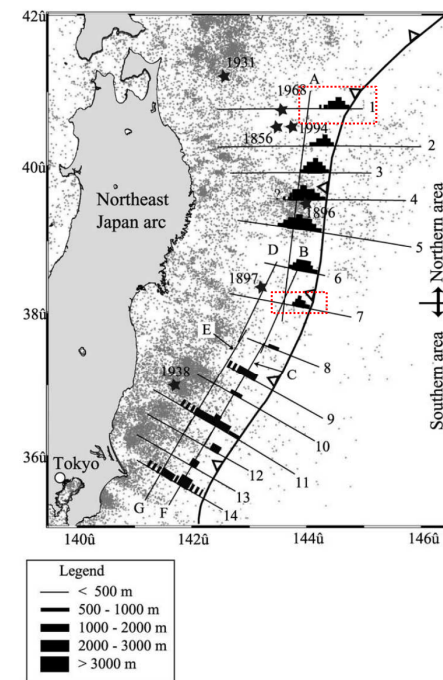 42û
1931
1968
A
1
1856
1994
2
40û
3
Northeast
Japan arc
?
4
1896
5
Northern area
D
B
1897
6
38û
7
Southern area
E
8
C
1938
9
10
11
36û
Tokyo
12
13
G
F
14
140û
142û
144û
146û
Legend
< 500 m
500 - 1000 m
1000 - 2000 m
2000 - 3000 m
> 3000 m